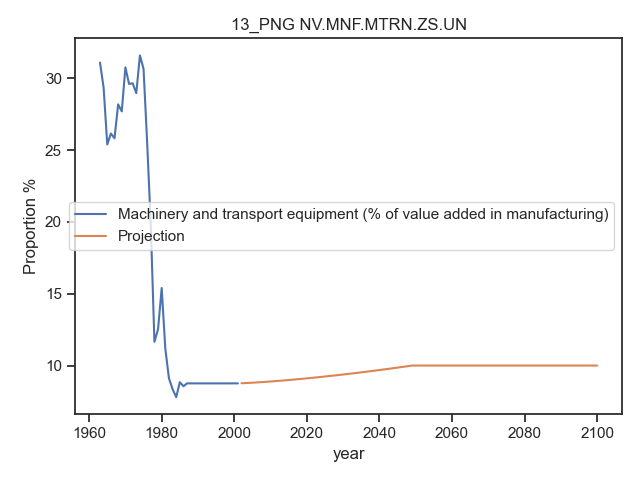 13_PNG NV.MNF.MTRN.ZS.UN
Proportion %
30
25
20
15
10
Machinery and transport equipment (% of value added in manufacturing)
Projection
1960 1980 2000 2020 2040 2060 2080 2100
year